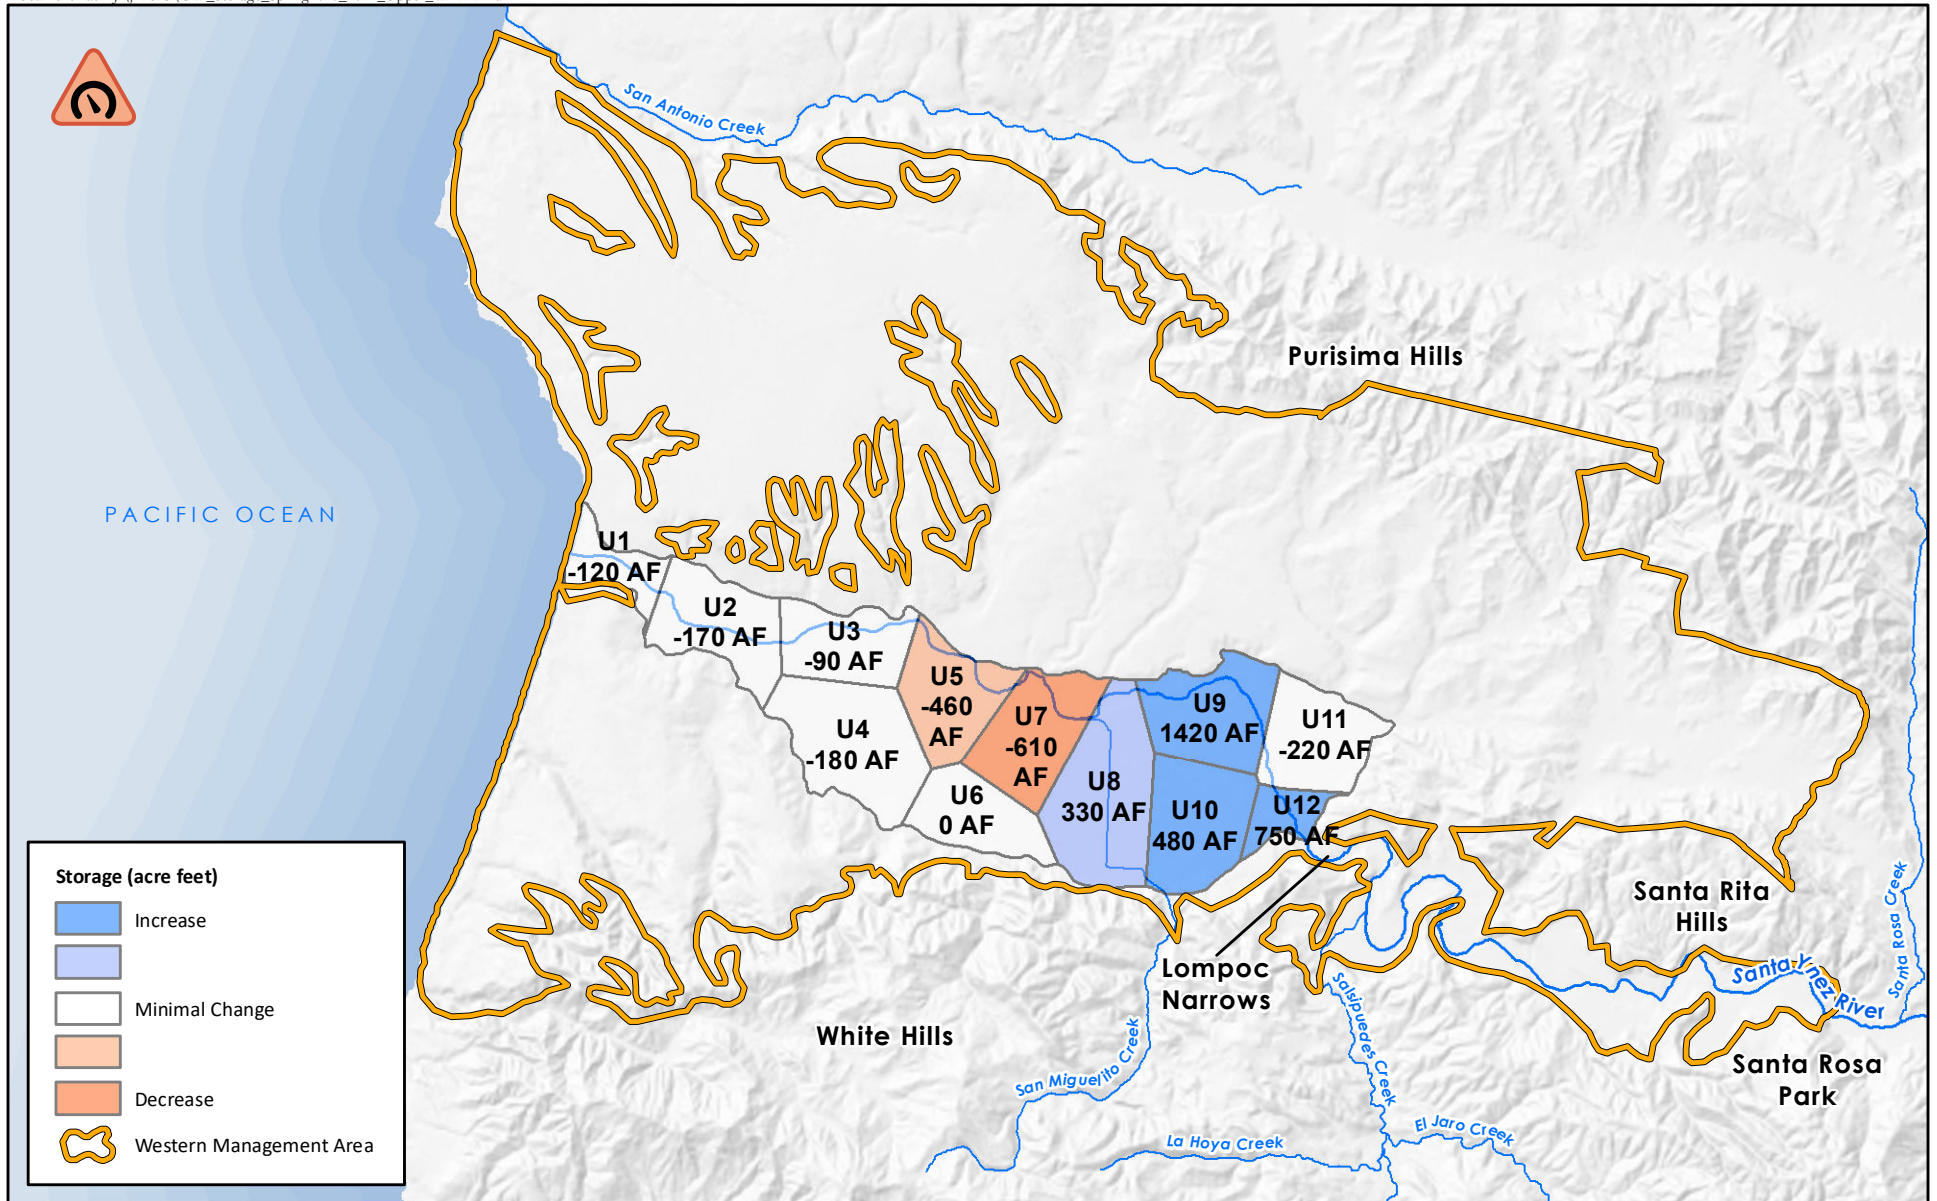 San Antonio Creek
Purisima Hills
PACIFIC OCEAN
U1
-120 AF
U2
-170 AF
U3
-90 AF
U4
-180 AF
U5
-460
AF
U6
0 AF
U7
-610
AF
U8
330 AF
U9
1420 AF
U10
480 AF
U11
-220 AF
U12
750 AF
Lompoc
Narrows
Santa Rita
Hills
Santa Ynez River
Santa Rosa Creek
Santa Rosa
Park
White Hills
San Miguelito Creek
Salsipuedes Creek
El Jaro Creek
La Hoya Creek
Storage (acre feet)
Increase
Minimal Change
Decrease
Western Management Area